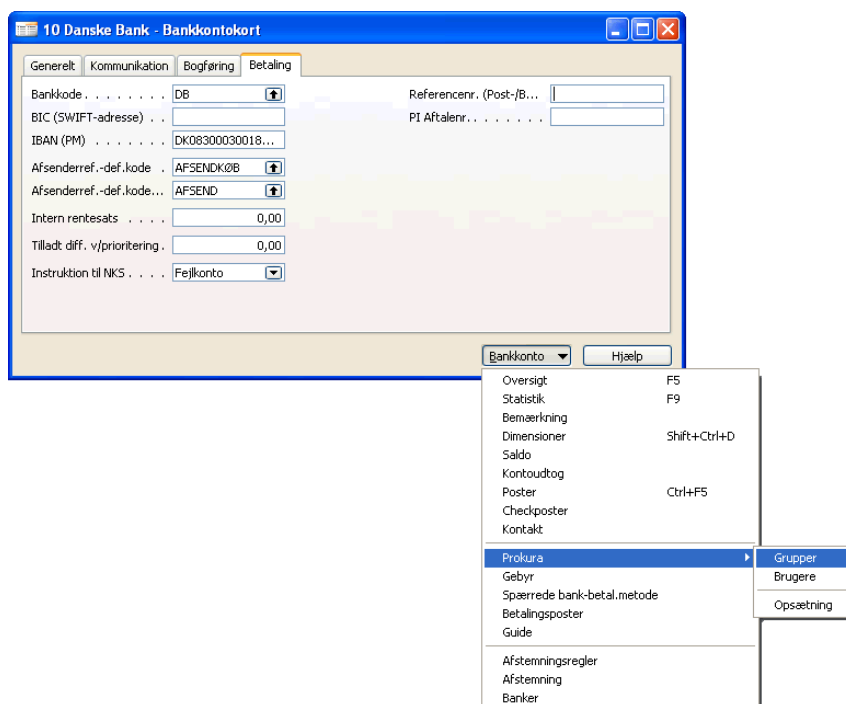 10 Danske Bank - Bankkontokort
Generelt Kommunikation Bogføring Betaling
Bankkode . . . . . . . . DB
BIC (SWIFT-adresse) . .
IBAN (PM) . . . . . . . DK08300030018...
Afsenderref.-def.kode . AFSENDKØB
Afsenderref.-def.kode... AFSEND
Intern rentesats . . . . 0,00
Tilladt diff. v/prioritering . 0,00
Instruktion til NKS . . . . Fejlkonto
Referencenr. (Post-/B...
PI Aftalenr. . . . . . . .
Bankkonto Hjælp
Oversigt F5
Statistik F9
Bemærkning
Dimensioner Shift+Ctrl+D
Saldo
Kontoudtog
Poster Ctrl+F5
Checkposter
Kontakt
Prokura
Gebyr
Spærrede bank-betal.metode
Betalingsposter
Guide
Afstemningsregler
Afstemning
Banker
Grupper
Brugere
Opsætning